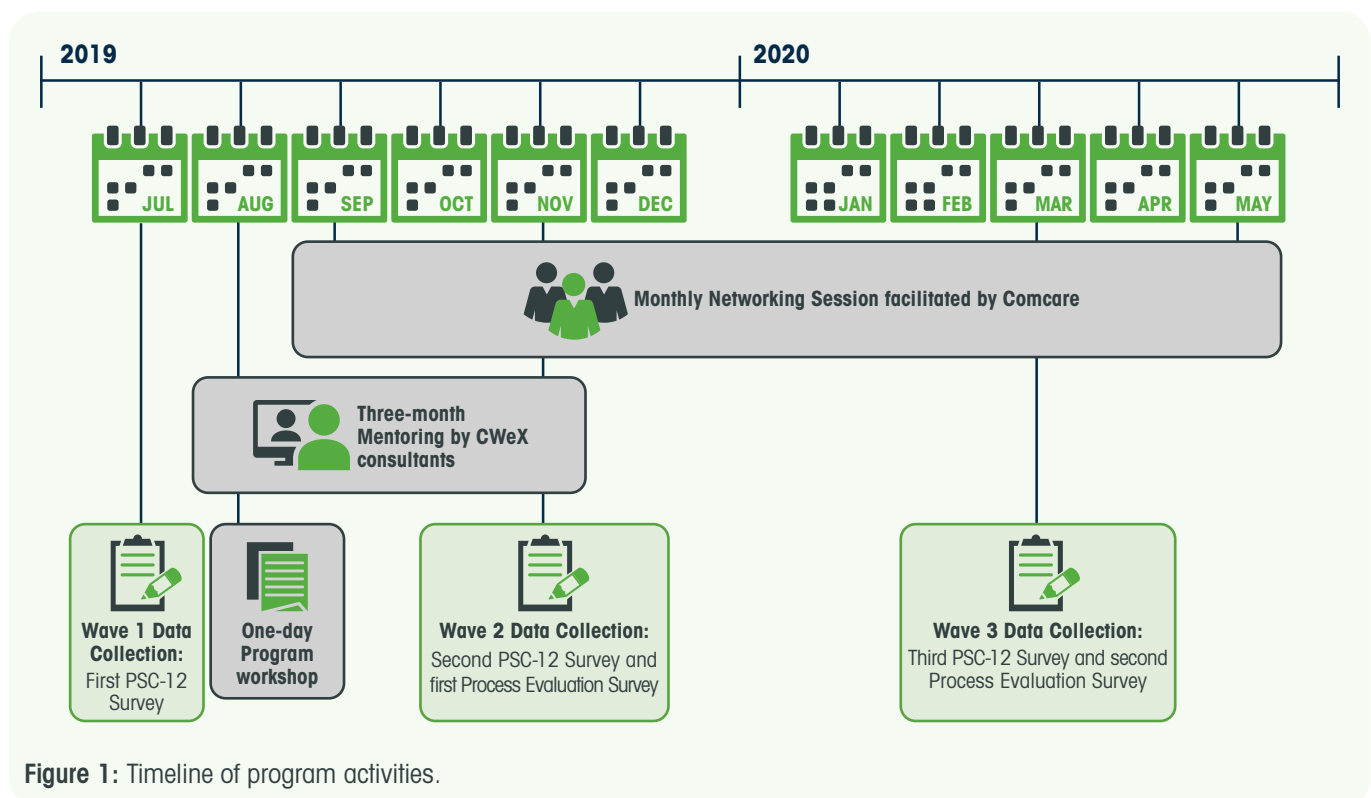 2019
2020
JUL
AUG
SEP
OCT
NOV
DEC
JAN
FEB
MAR
APR
MAY
Monthly Networking Session facilitated by Comcare
Three-month
Mentoring by CWeX
consultants
Wave 1 Data
Collection:
First PSC-12
Survey
One-day
Program
workshop
Wave 2 Data Collection:
Second PSC-12 Survey and
first Process Evaluation Survey
Wave 3 Data Collection:
Third PSC-12 Survey and second
Process Evaluation Survey
Figure 1: Timeline of program activities.